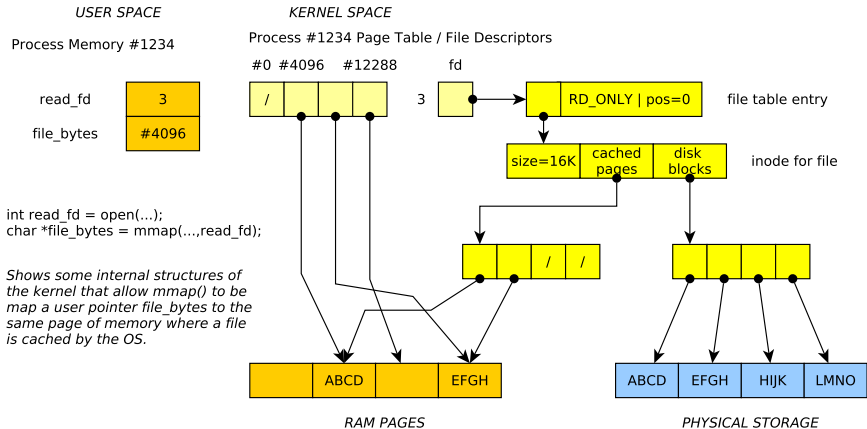 USER SPACE
KERNEL SPACE
Process Memory #1234
Process #1234 Page Table / File Descriptors
#0 #4096 #12288 fd
read_fd 3
/
3
RD_ONLY | pos=0
file table entry
file_bytes #4096
size=16K
cached
pages
disk
blocks
inode for file
int read_fd = open(...);
char *file_bytes = mmap(...,read_fd);
/ /
Shows some internal structures of
the kernel that allow mmap() to be
map a user pointer file_bytes to the
same page of memory where a file
is cached by the OS.
ABCD EFGH
ABCD EFGH HIJK LMNO
RAM PAGES
PHYSICAL STORAGE